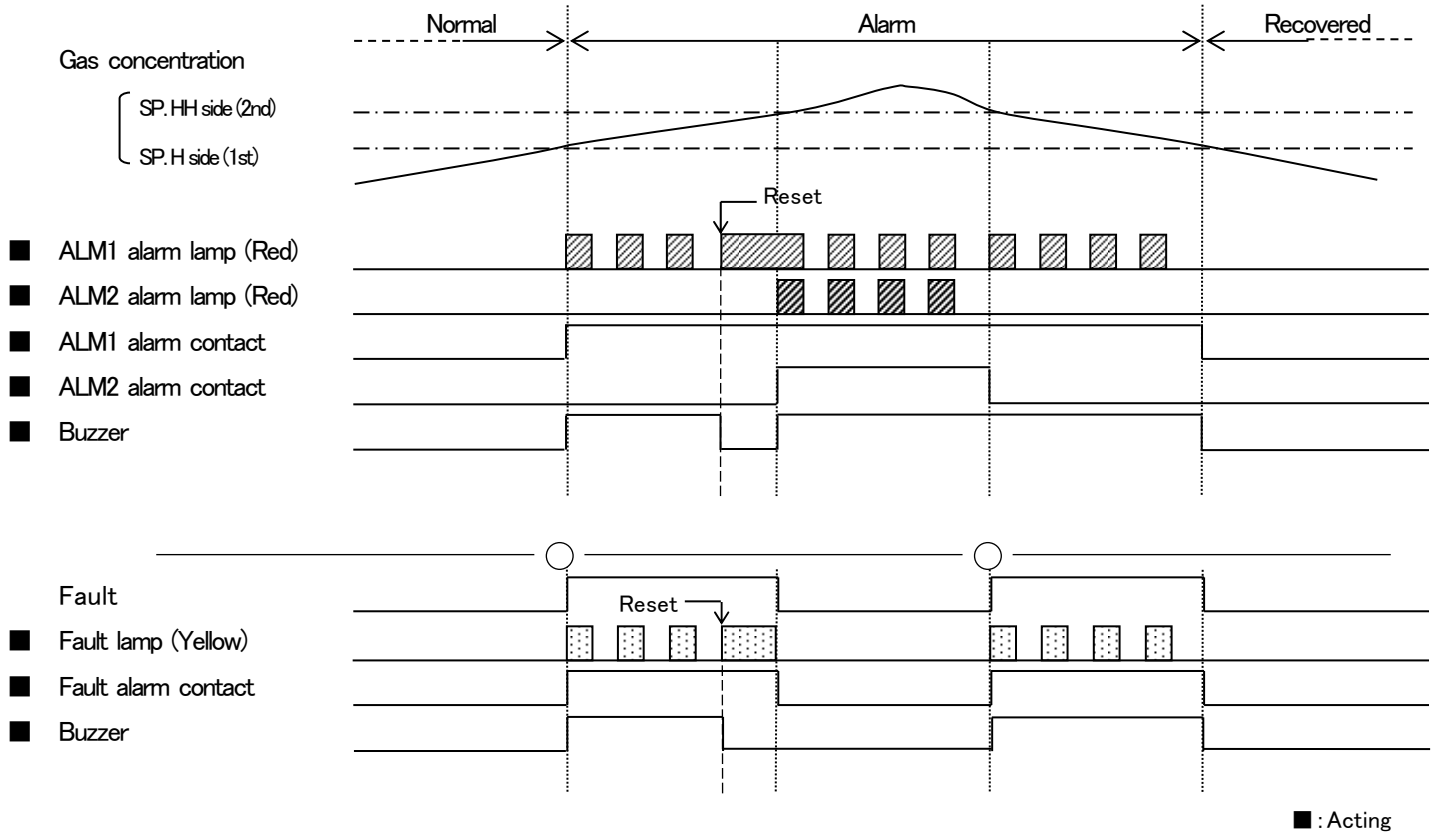 Normal Alarm Recovered
Gas concentration
SP. HH side (2nd)
SP. H side (1st)
Reset
■ ALM1 alarm lamp (Red)
■ ALM2 alarm lamp (Red)
■ ALM1 alarm contact
■ ALM2 alarm contact
■ Buzzer
Fault
Reset
■ Fault lamp (Yellow)
■ Fault alarm contact
■ Buzzer
■ : Acting